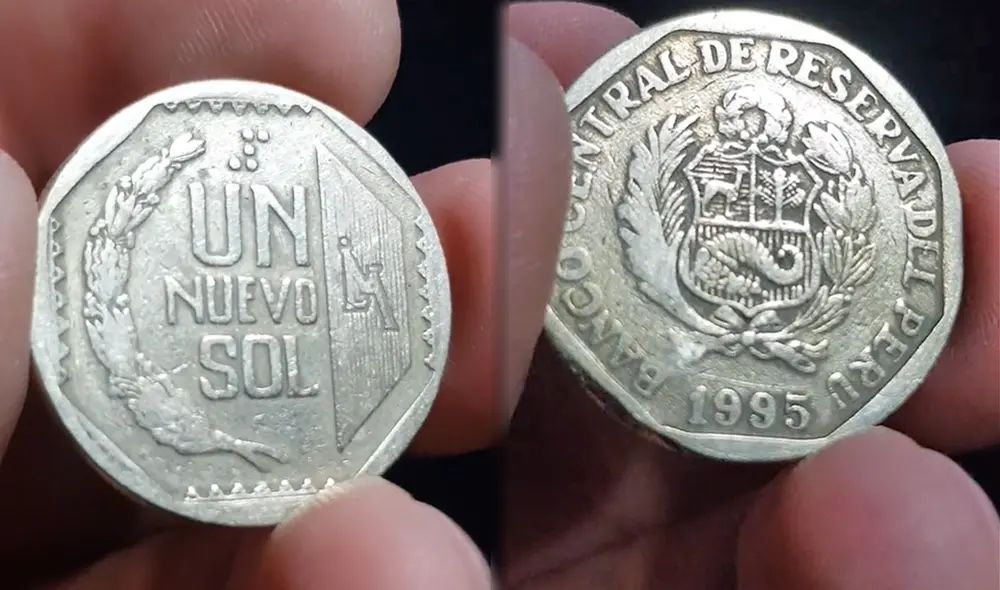 UN
NUEVO
SOL
BANCO CENTRAL DE RESERVA DEL PERU
1995